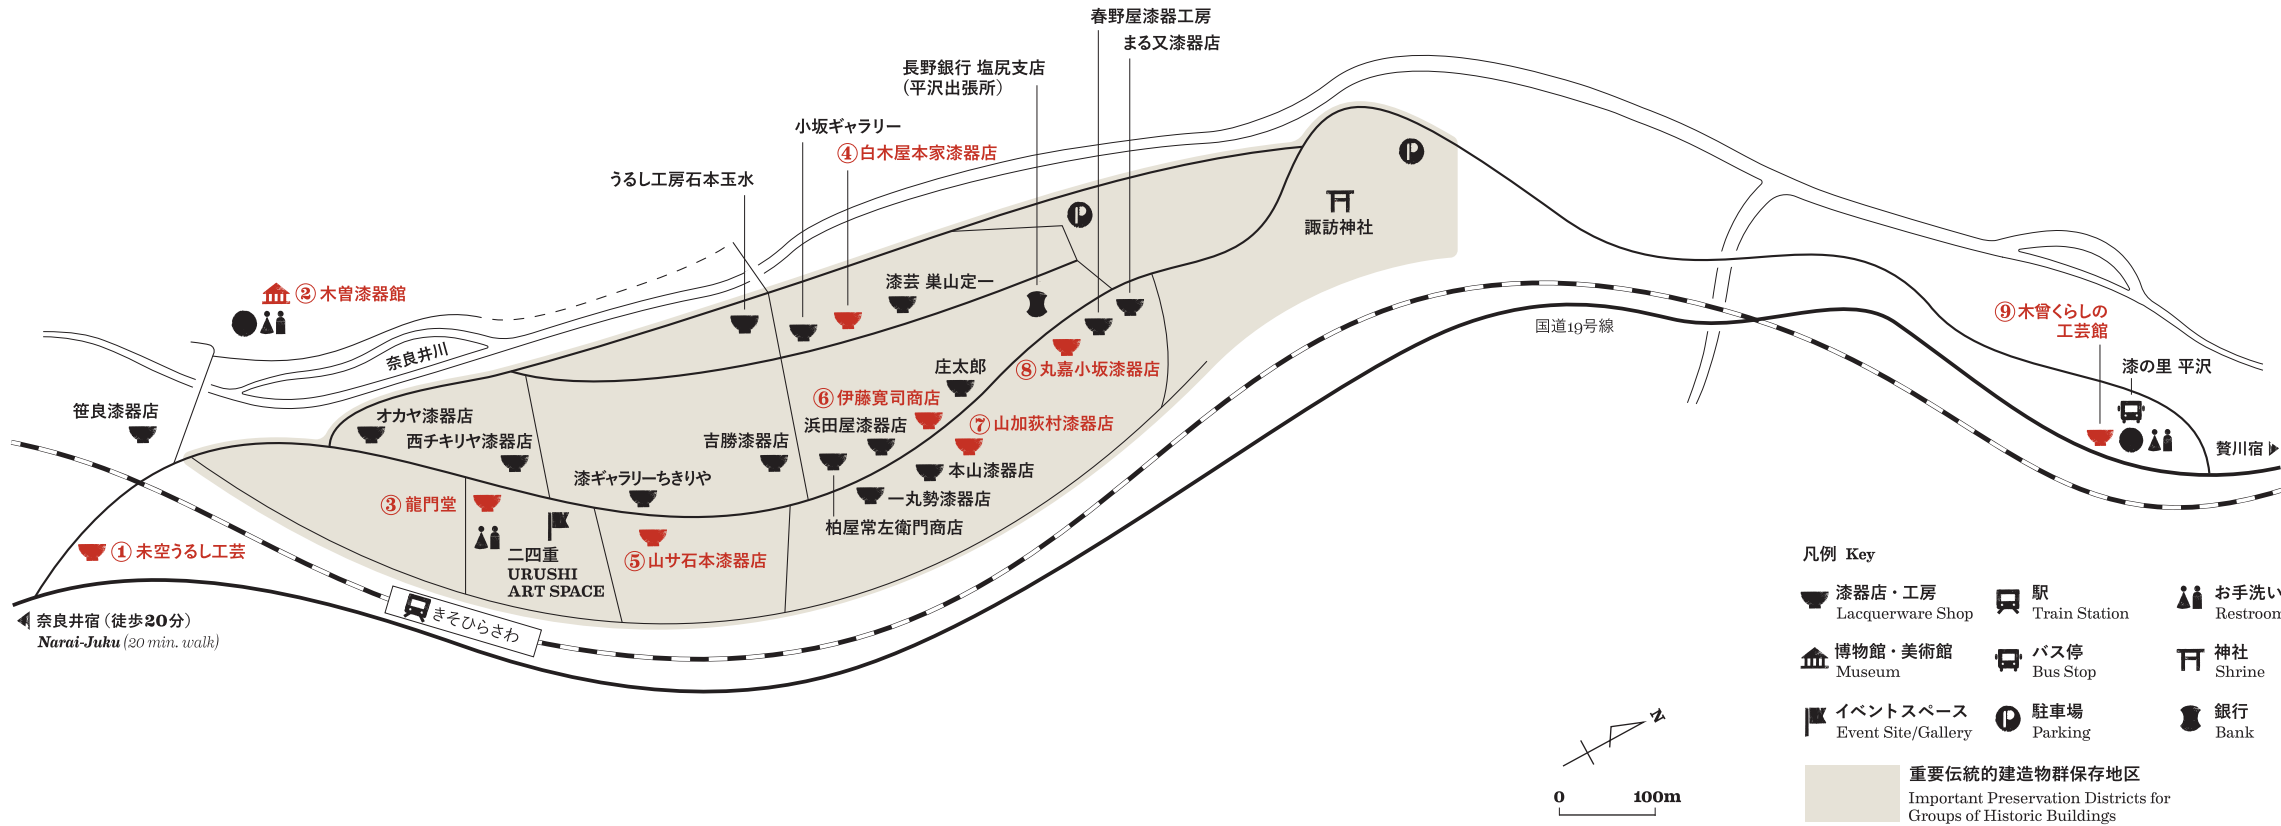 春野屋漆器工房
まる又漆器店
長野銀行 塩尻支店
(平沢出張所)
小坂ギャラリー
④白木屋本家漆器店
うるし工房石本玉水
諏訪神社
漆芸 巣山定一
②木曽漆器館
奈良井川
国道19号線
⑨木曾くらしの
工芸館
漆の里 平沢
贄川宿
庄太郎
⑧丸嘉小坂漆器店
⑥伊藤寛司商店
⑦山加荻村漆器店
浜田屋漆器店
笹良漆器店
オカヤ漆器店
西チキリヤ漆器店
吉勝漆器店
漆ギャラリーちきりや
本山漆器店
一丸勢漆器店
柏屋常左衛門商店
③龍門堂
二四重
URUSHI
ART SPACE
⑤山サ石本漆器店
①未空うるし工芸
きそひらさわ
奈良井宿(徒歩20分)
Narai-Juku (20 min. walk)
凡例 Key
漆器店・工房
Lacquerware Shop
駅
Train Station
お手洗い
Restroom
博物館・美術館
Museum
バス停
Bus Stop
神社
Shrine
イベントスペース
Event Site/Gallery
駐車場
Parking
銀行
Bank
重要伝統的建造物群保存地区
Important Preservation Districts for
Groups of Historic Buildings
N
0 100m